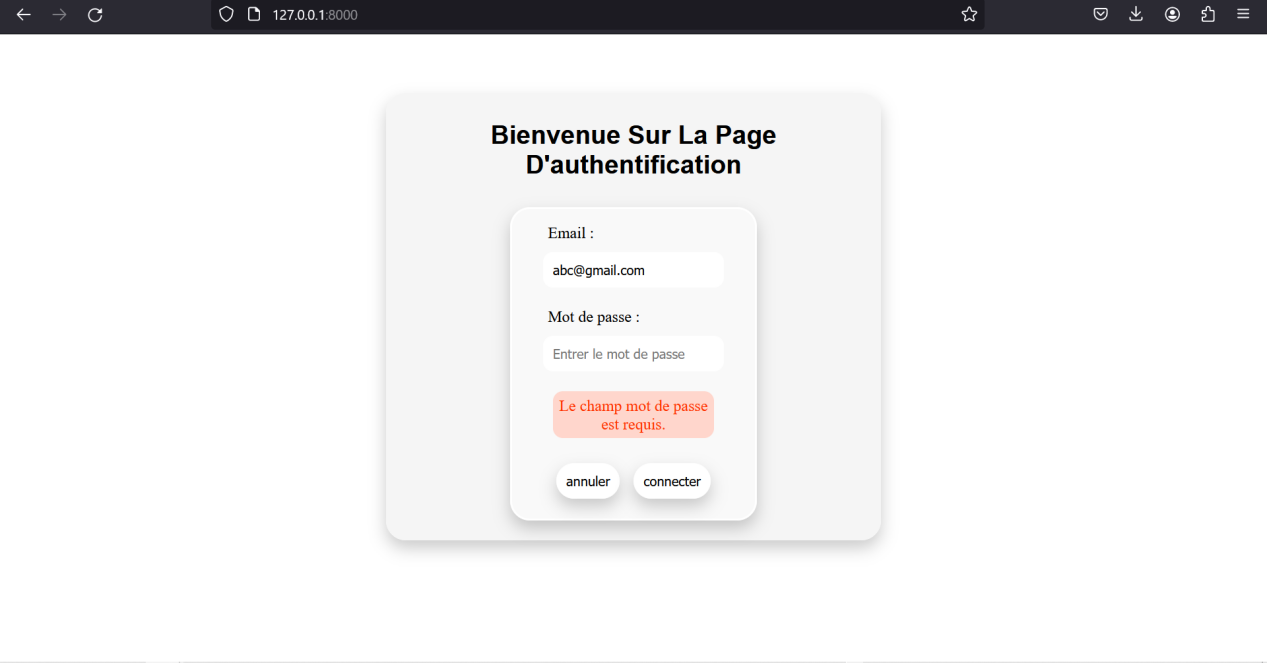 127.0.0.1:8000
Bienvenue Sur La Page
D'authentification
Email :
abc@gmail.com
Mot de passe :
Entrer le mot de passe
Le champ mot de passe
est requis.
annuler connecter